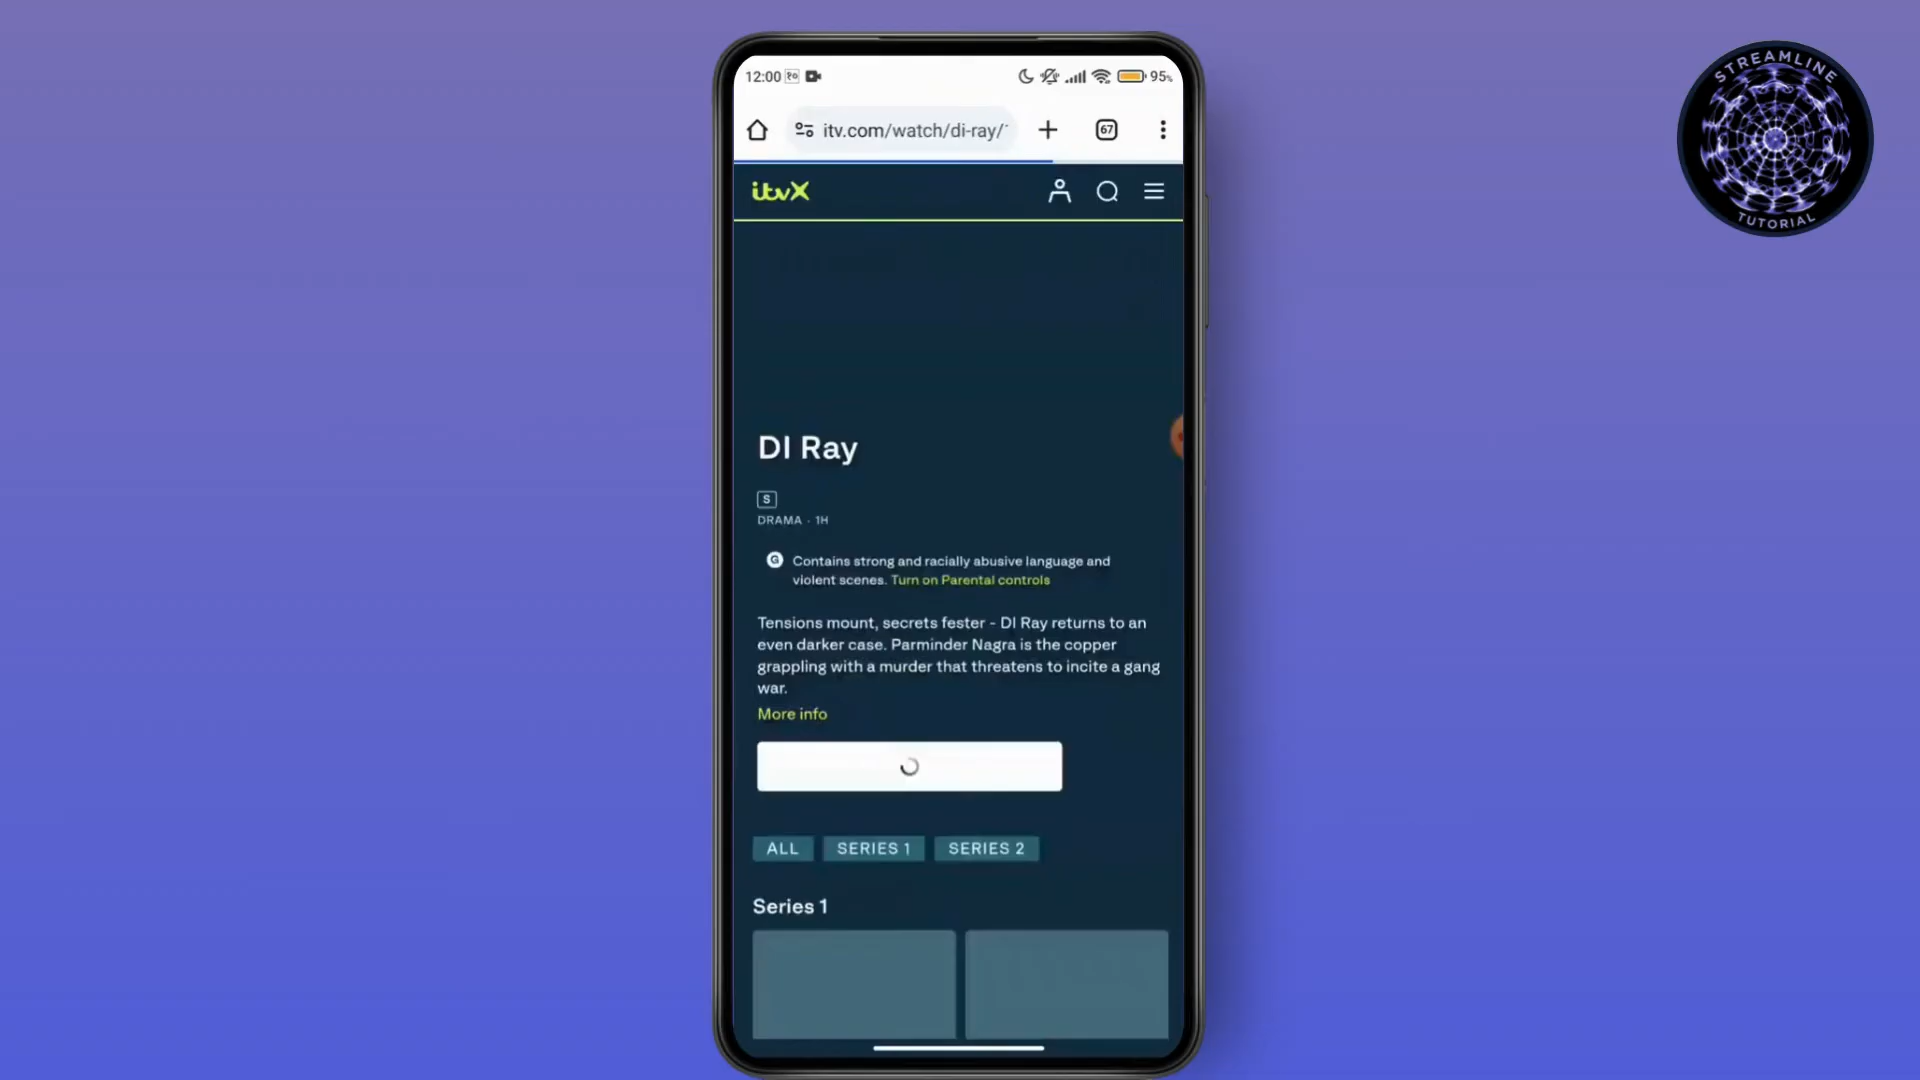 STREAMLINE
TUTORIAL
12:00
95%
itv.com/watch/di-ray/
67
itvX
DI Ray
S
DRAMA · 1H
G Contains strong and racially abusive language and
violent scenes. Turn on Parental controls
Tensions mount, secrets fester - DI Ray returns to an
even darker case. Parminder Nagra is the copper
grappling with a murder that threatens to incite a gang
war.
More info
ALL SERIES 1 SERIES 2
Series 1